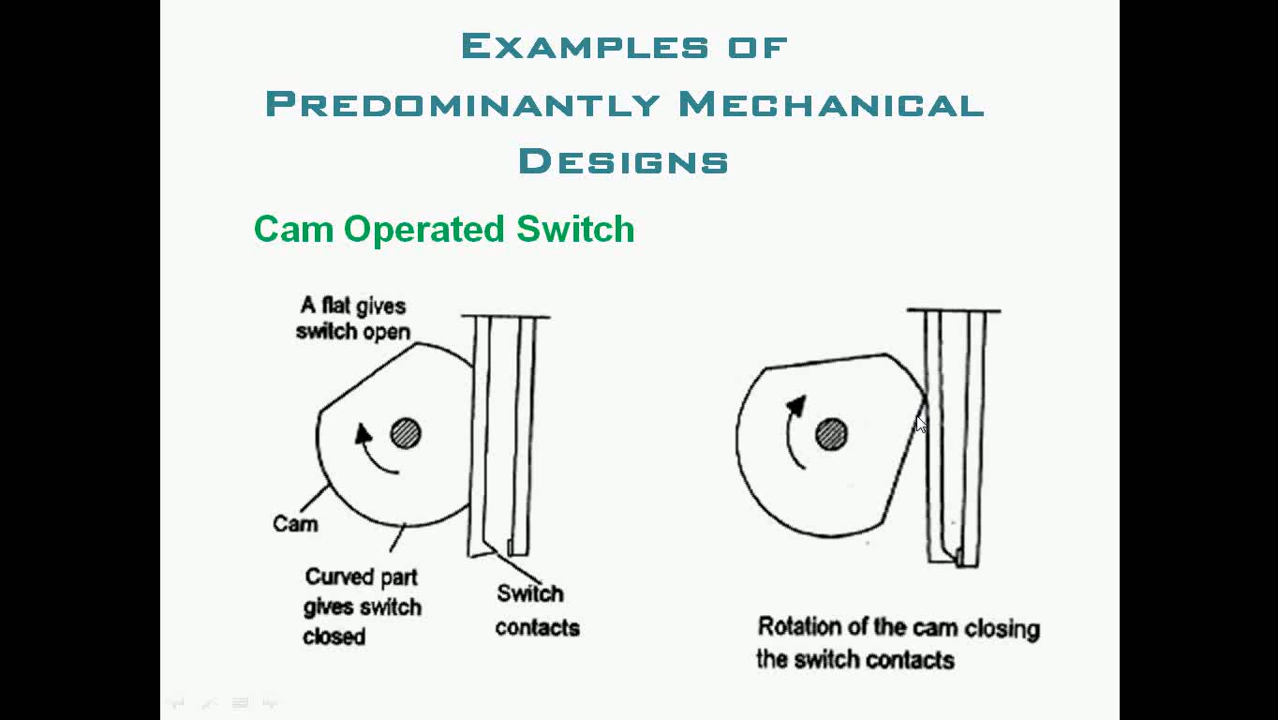 Examples of
Predominantly Mechanical
Designs
Cam Operated Switch
A flat gives
switch open
Cam
Curved part
gives switch
closed
Switch
contacts
Rotation of the cam closing
the switch contacts